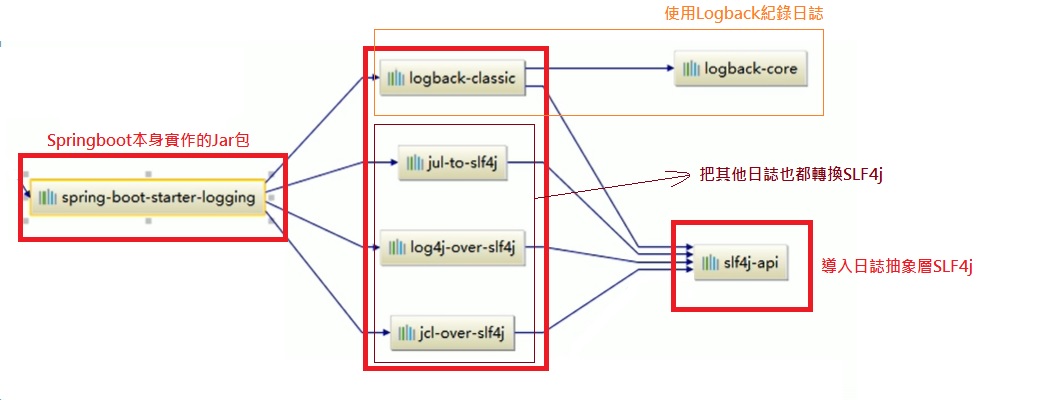 使用Logback紀錄日誌
logback-classic
logback-core
Springboot本身實作的Jar包
jul-to-slf4j
把其他日誌也都轉換SLF4j
spring-boot-starter-logging
log4j-over-slf4j
slf4j-api
導入日誌抽象層SLF4j
jcl-over-slf4j